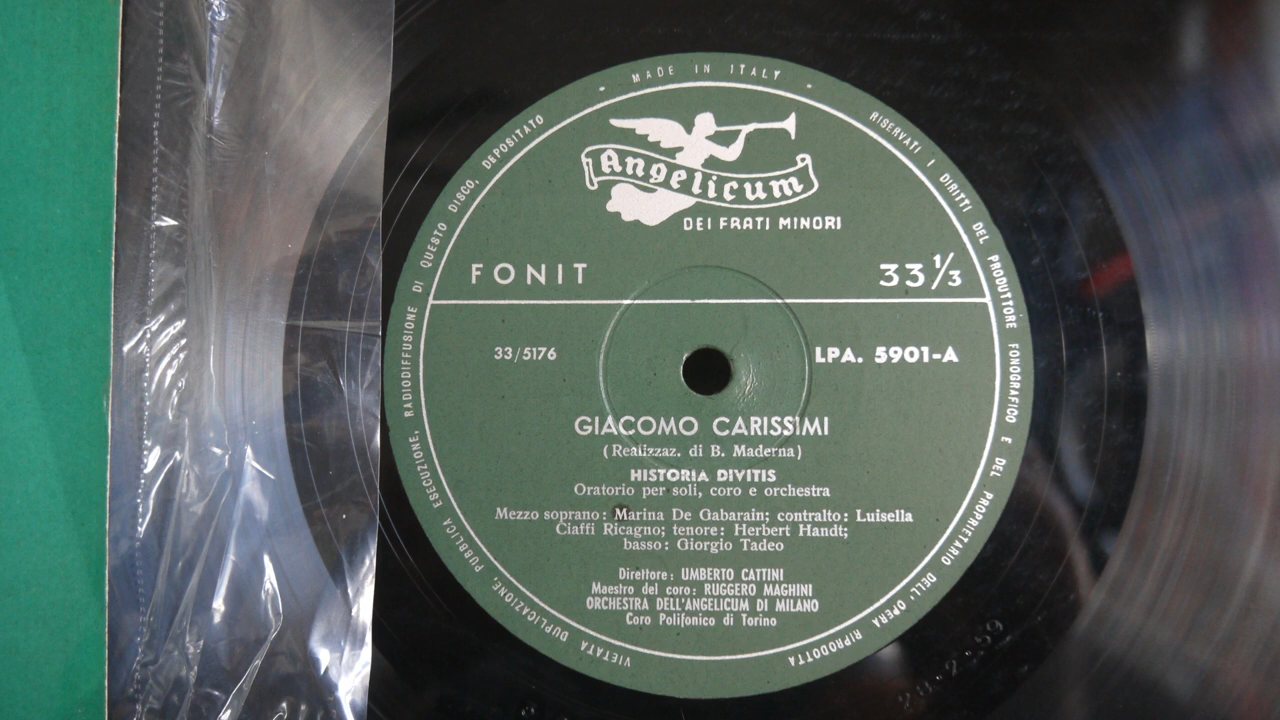 MADE IN ITALY
RISERVATI I DIRITTI DEL PRODUTTORE FONOGRAFICO E DEL PROPRIETARIO DELL'OPERA RIPRODOTTA
VIETATA DUPLICAZIONE, PUBBLICA ESECUZIONE, RADIODIFFUSIONE DI QUESTO DISCO, DEPOSITATO
Angelicum
DEI FRATI MINORI
FONIT 33 1/3
33/5176 LPA. 5901-A
GIACOMO CARISSIMI
(Realizzaz. di B. Maderna)
HISTORIA DIVITIS
Oratorio per soli, coro e orchestra
Mezzo soprano: Marina De Gabarain; contralto: Luisella
Ciaffi Ricagno; tenore: Herbert Handt;
basso: Giorgio Tadeo
Direttore: UMBERTO CATTINI
Maestro del coro: RUGGERO MAGHINI
ORCHESTRA DELL'ANGELICUM DI MILANO
Coro Polifonico di Torino